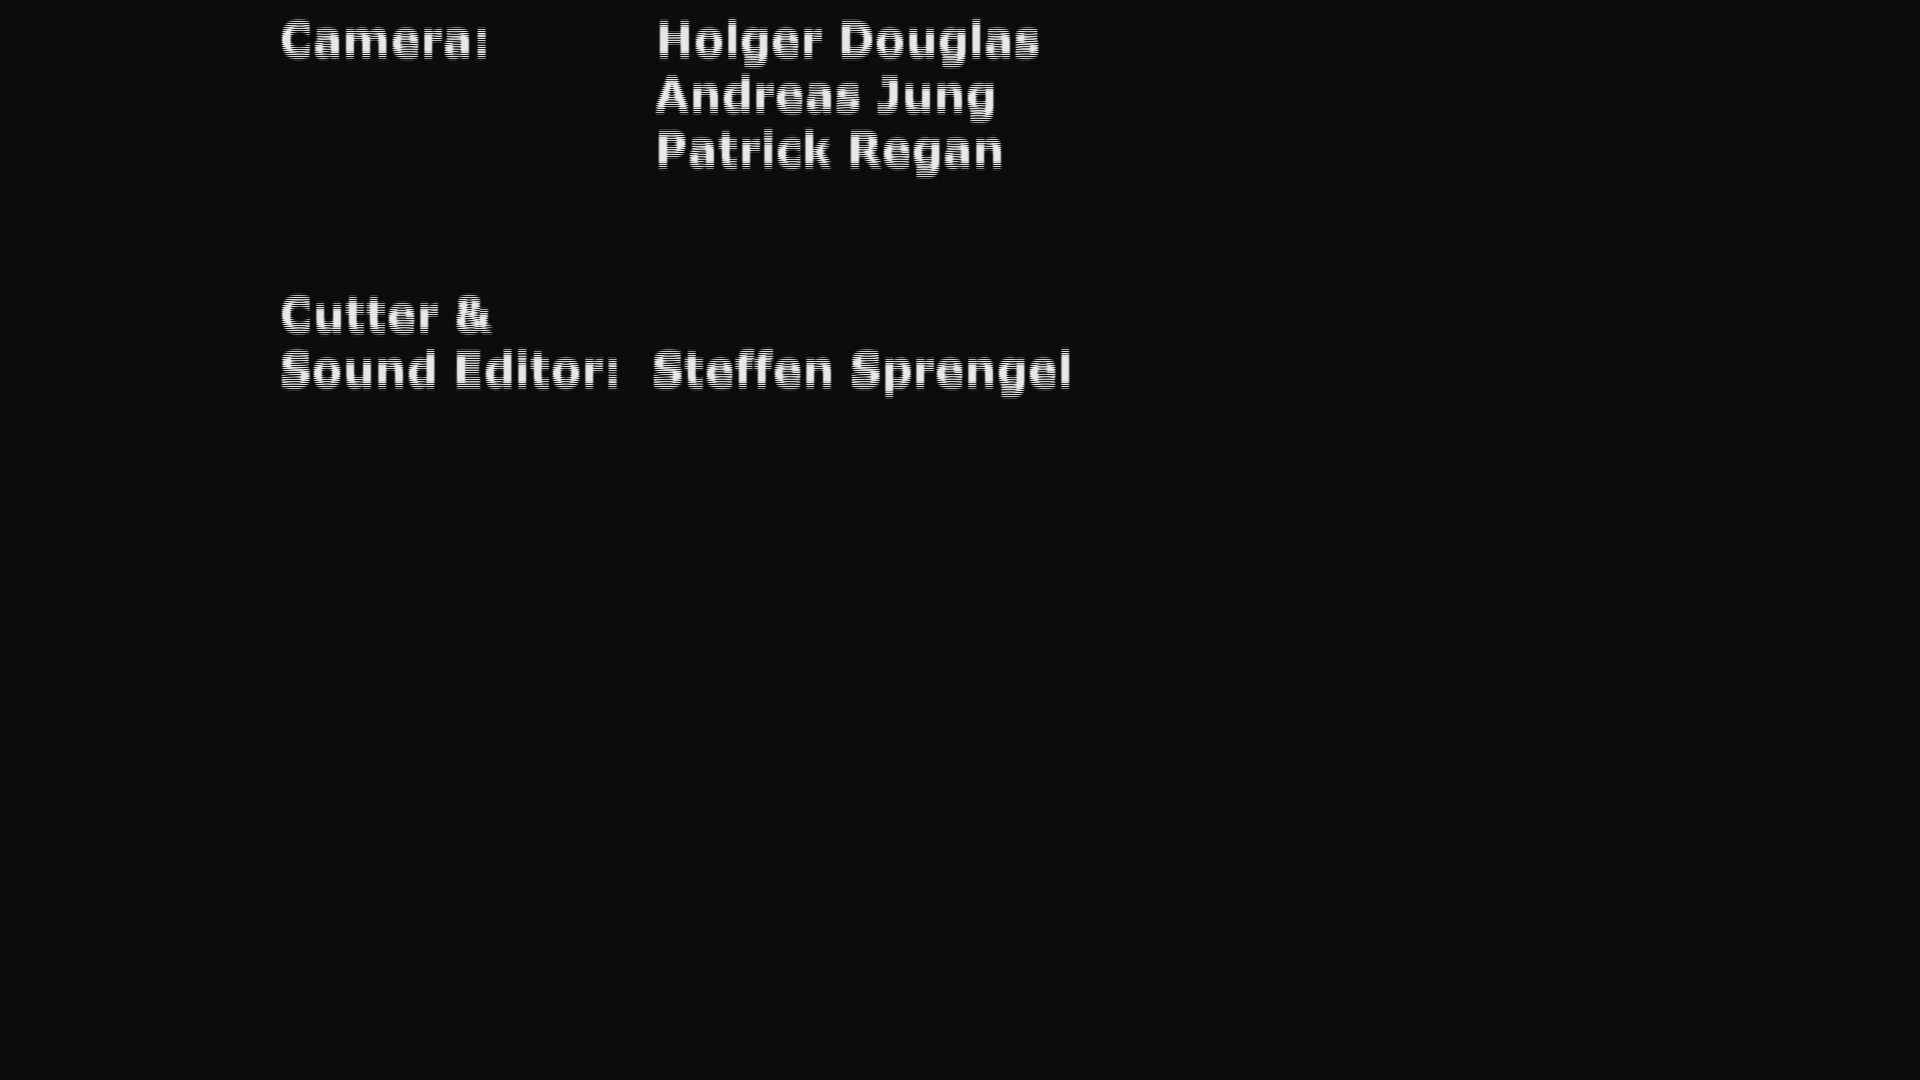 Camera: Holger Douglas
Andreas Jung
Patrick Regan
Cutter &
Sound Editor: Steffen Sprengel